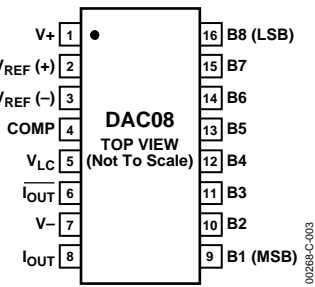 V+ 1
VREF (+) 2
VREF (–) 3
COMP 4
VLC 5
IOUT 6
V– 7
IOUT 8
DAC08
TOP VIEW
(Not To Scale)
16 B8 (LSB)
15 B7
14 B6
13 B5
12 B4
11 B3
10 B2
9 B1 (MSB)
00268-C-003